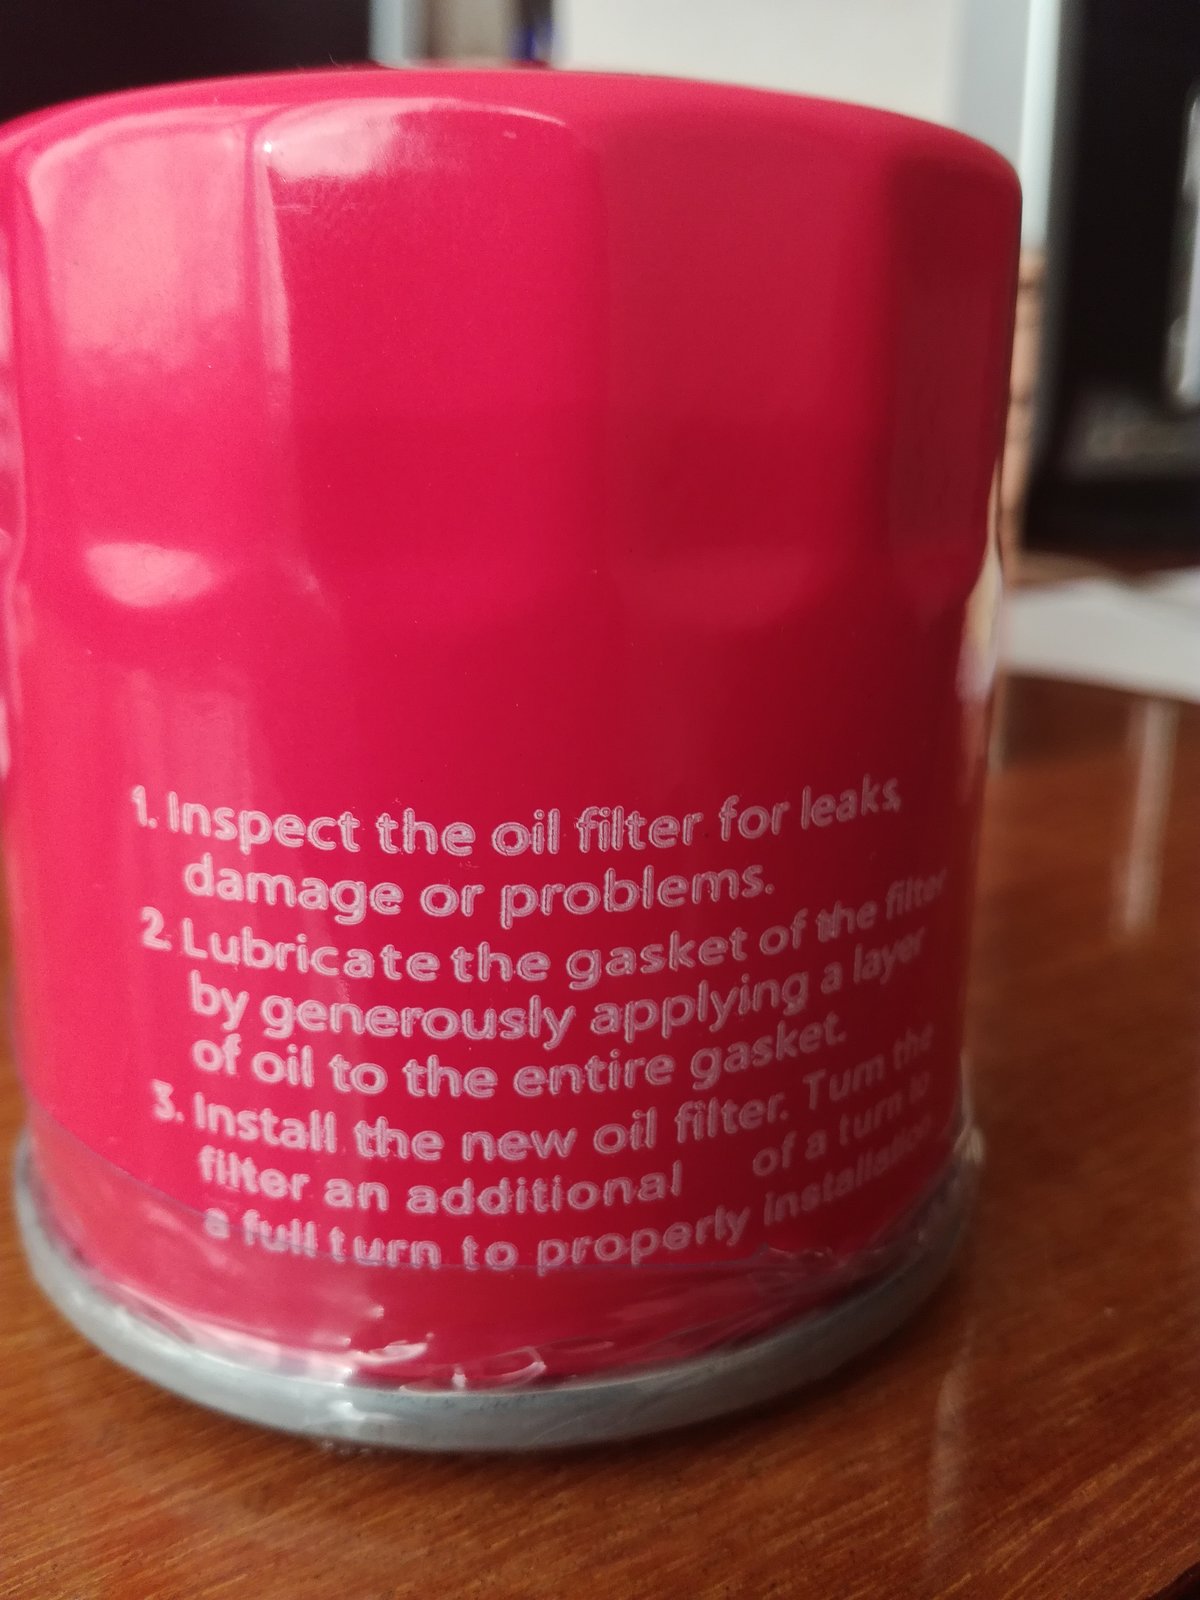 1. Inspect the oil filter for leaks,
damage or problems.
2. Lubricate the gasket of the filter
by generously applying a layer
of oil to the entire gasket.
3. Install the new oil filter. Turn the
filter an additional of a turn to
a full turn to properly installation